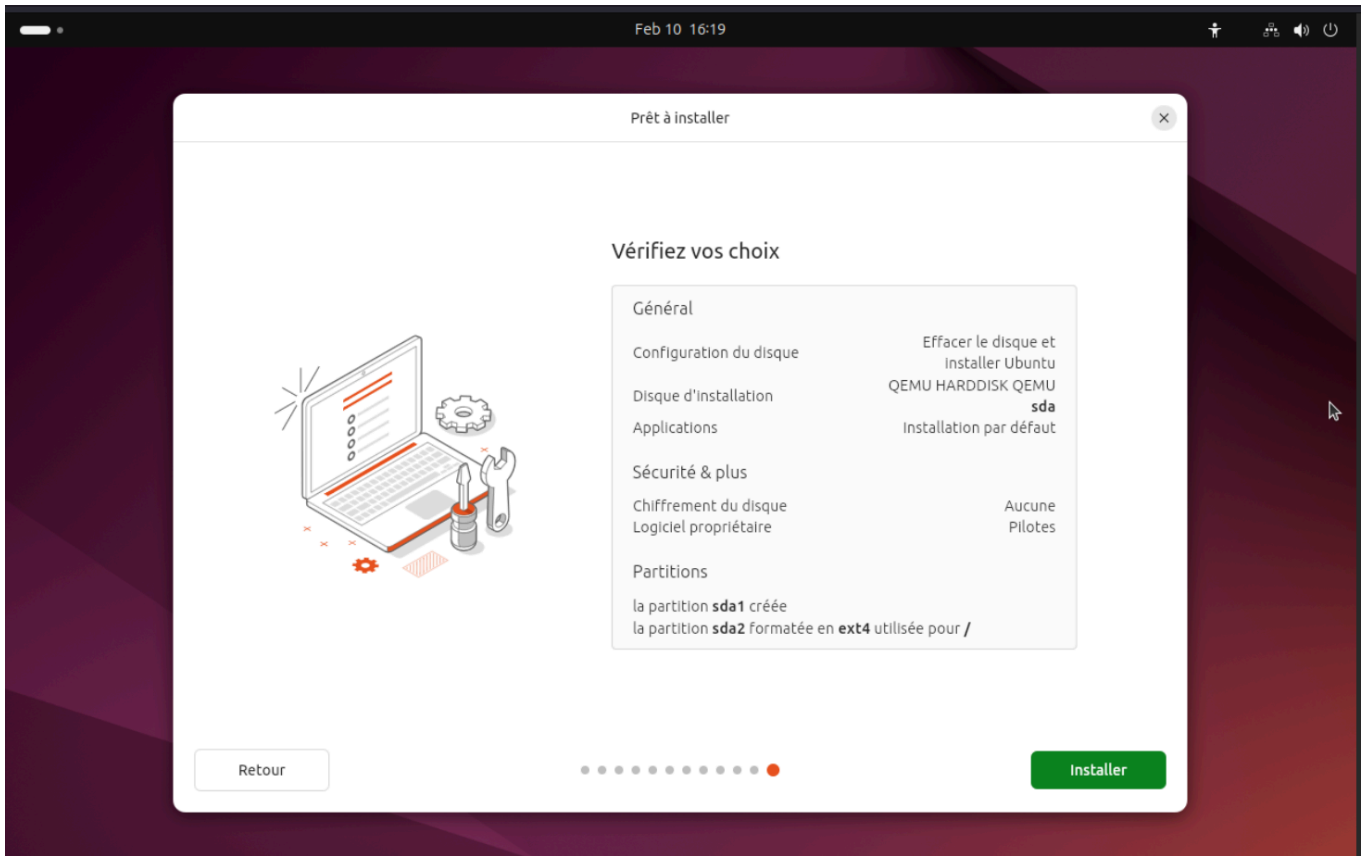 Feb 10 16:19
Prêt à installer
Vérifiez vos choix
Général
Configuration du disque
Effacer le disque et
installer Ubuntu
Disque d'installation
QEMU HARDDISK QEMU
sda
Applications
Installation par défaut
Sécurité & plus
Chiffrement du disque
Aucune
Logiciel propriétaire
Pilotes
Partitions
la partition sda1 créée
la partition sda2 formatée en ext4 utilisée pour /
Retour
Installer